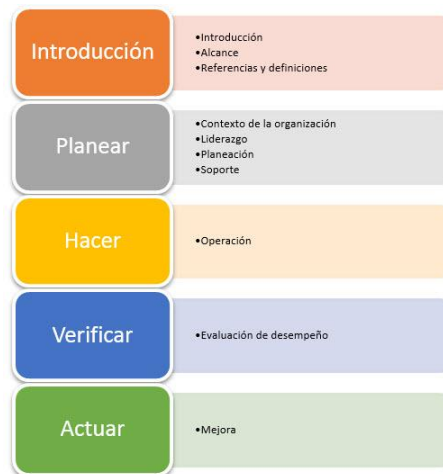 Introducción
•Introducción
•Alcance
•Referencias y definiciones
Planear
•Contexto de la organización
•Liderazgo
•Planeación
•Soporte
Hacer
•Operación
Verificar
•Evaluación de desempeño
Actuar
•Mejora